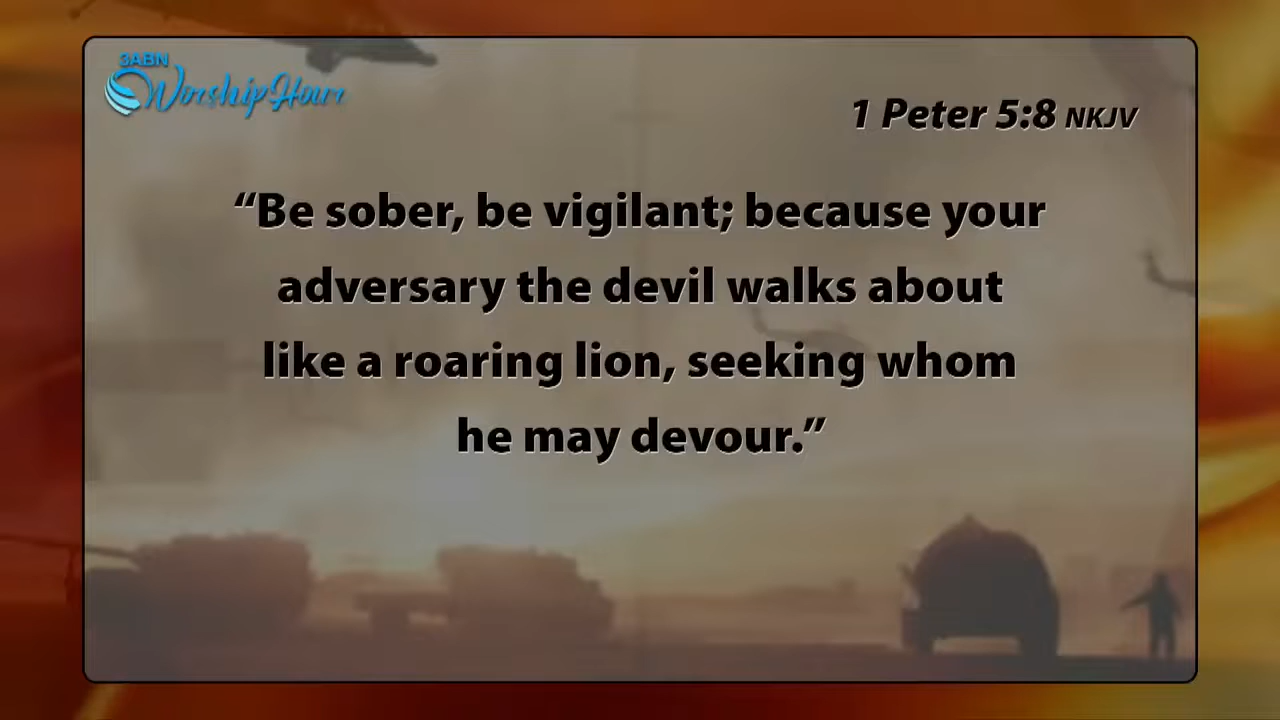 3ABN
Worship Hour
1 Peter 5:8 NKJV
“Be sober, be vigilant; because your
adversary the devil walks about
like a roaring lion, seeking whom
he may devour.”